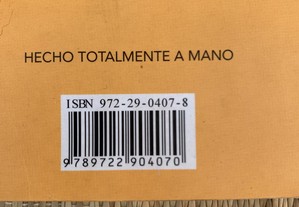 HECHO TOTALMENTE A MANO
ISBN 972-29-0407-8
9 789722 904070